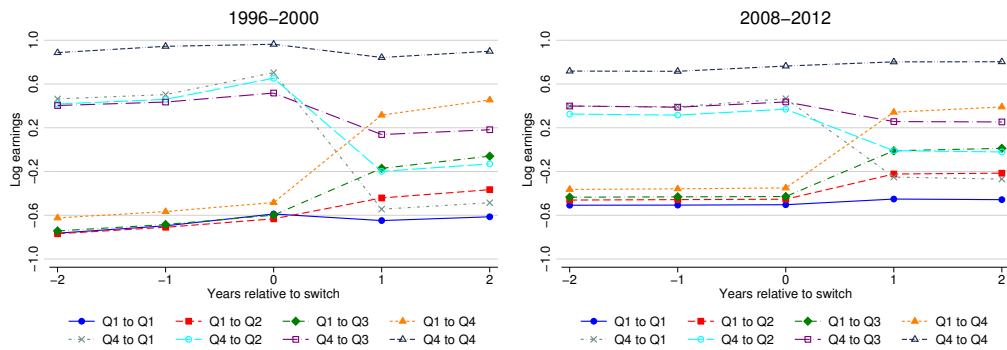 1996−2000
Log earnings
1.0
0.6
0.2
−0.2
−0.6
−1.0
−2 −1 0 1 2
Years relative to switch
Q1 to Q1 Q1 to Q2 Q1 to Q3 Q1 to Q4
Q4 to Q1 Q4 to Q2 Q4 to Q3 Q4 to Q4
2008−2012
Log earnings
1.0
0.6
0.2
−0.2
−0.6
−1.0
−2 −1 0 1 2
Years relative to switch
Q1 to Q1 Q1 to Q2 Q1 to Q3 Q1 to Q4
Q4 to Q1 Q4 to Q2 Q4 to Q3 Q4 to Q4